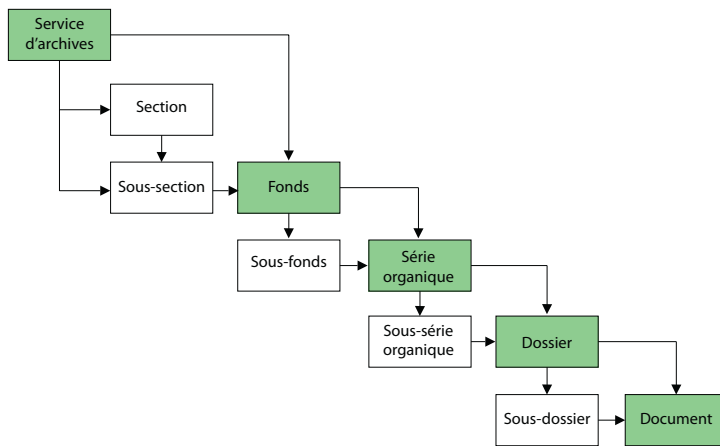 Service
d'archives
Section
Sous-section
Fonds
Sous-fonds
Série
organique
Sous-série
organique
Dossier
Sous-dossier
Document